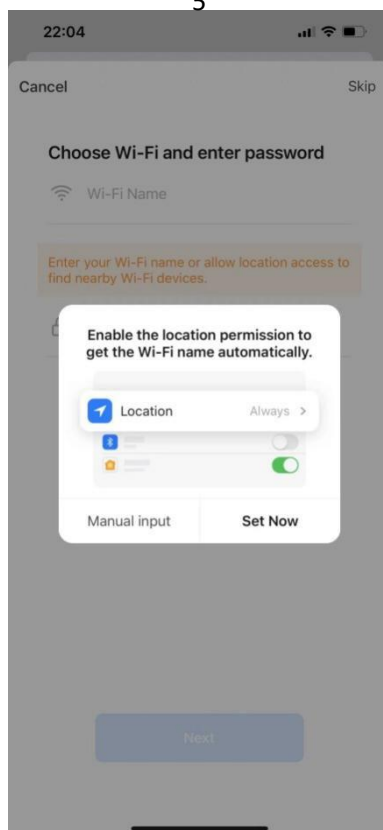 5
22:04
Cancel
Skip
Choose Wi-Fi and enter password
Wi-Fi Name
Enter your Wi-Fi name or allow location access to
find nearby Wi-Fi devices.
Enable the location permission to
get the Wi-Fi name automatically.
Location
Always >
Manual input
Set Now
Next